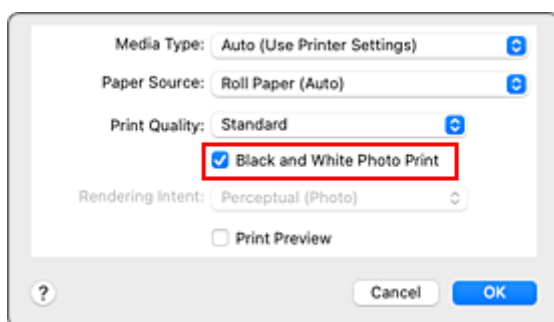 Media Type: Auto (Use Printer Settings)
Paper Source: Roll Paper (Auto)
Print Quality: Standard
Black and White Photo Print
Rendering Intent: Perceptual (Photo)
Print Preview
? Cancel OK